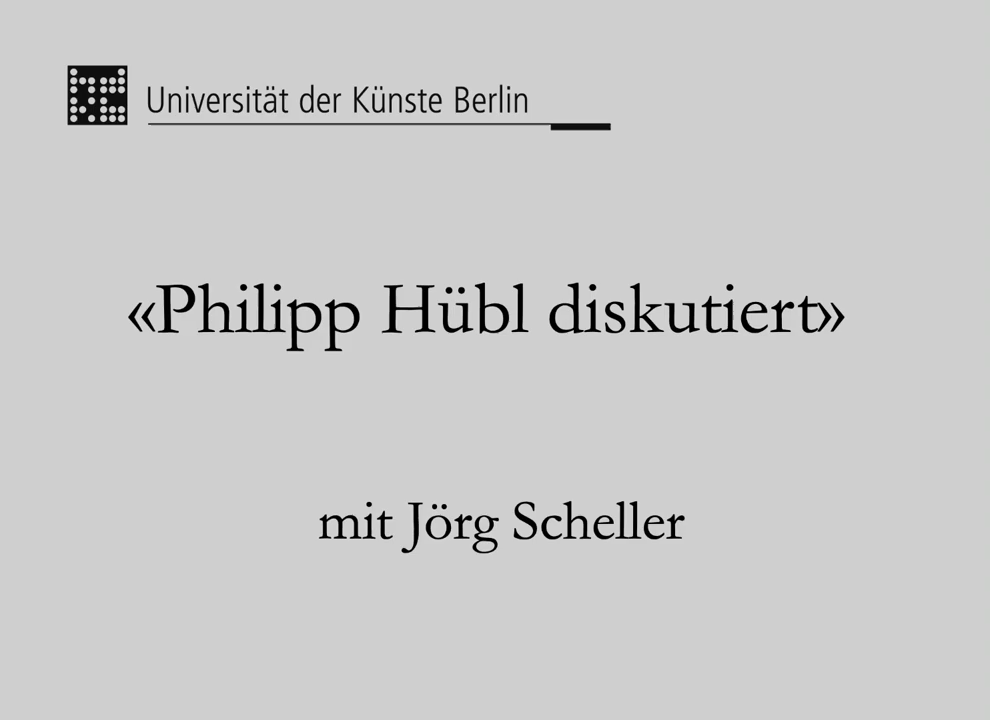 Universität der Künste Berlin
«Philipp Hübl diskutiert»
mit Jörg Scheller